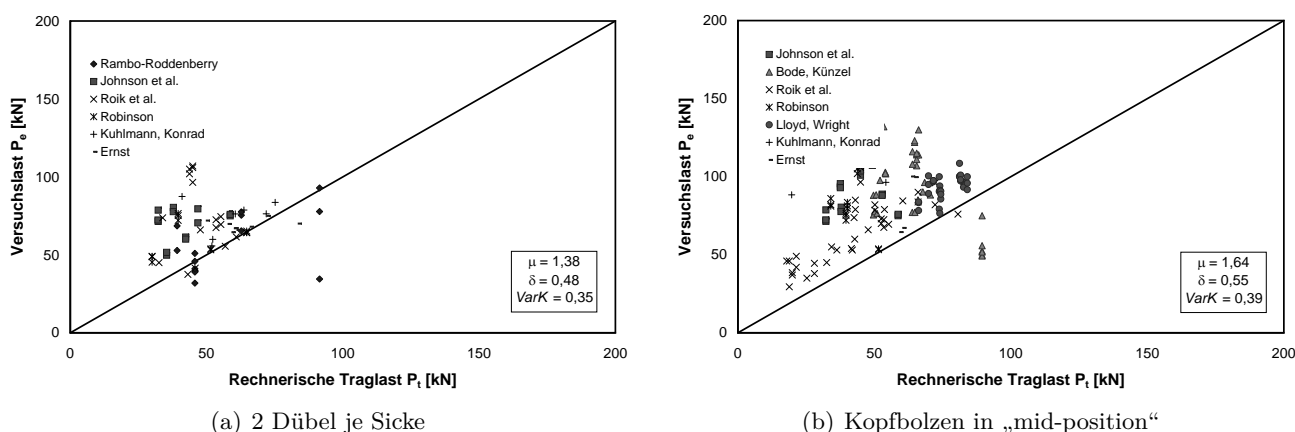 200
150
100
50
0
Versuchslast Pe [kN]
Rambo-Roddenberry
Johnson et al.
Roik et al.
Robinson
Kuhlmann, Konrad
Ernst
μ = 1,38
δ = 0,48
VarK = 0,35
0 50 100 150 200
Rechnerische Traglast Pt [kN]
(a) 2 Dübel je Sicke
200
150
100
50
0
Versuchslast Pe [kN]
Johnson et al.
Bode, Künzel
Roik et al.
Robinson
Lloyd, Wright
Kuhlmann, Konrad
Ernst
μ = 1,64
δ = 0,55
VarK = 0,39
0 50 100 150 200
Rechnerische Traglast Pt [kN]
(b) Kopfbolzen in „mid-position“